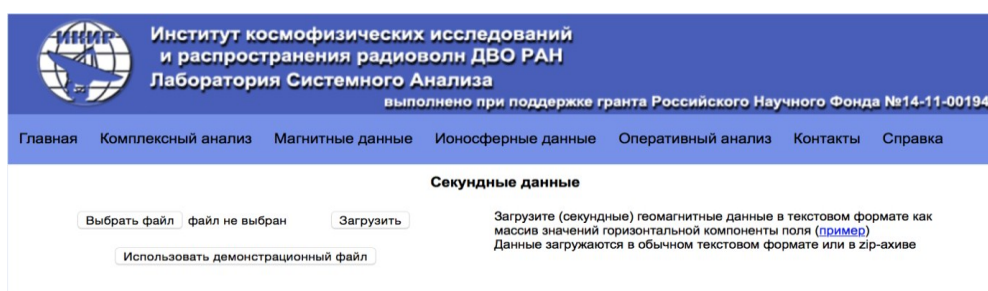 ИКИР
Институт космофизических исследований
и распространения радиоволн ДВО РАН
Лаборатория Системного Анализа
выполнено при поддержке гранта Российского Научного Фонда №14-11-00194
Главная Комплексный анализ Магнитные данные Ионосферные данные Оперативный анализ Контакты Справка
Секундные данные
Выбрать файл файл не выбран Загрузить
Использовать демонстрационный файл
Загрузите (секундные) геомагнитные данные в текстовом формате как
массив значений горизонтальной компоненты поля (пример)
Данные загружаются в обычном текстовом формате или в zip-ахиве